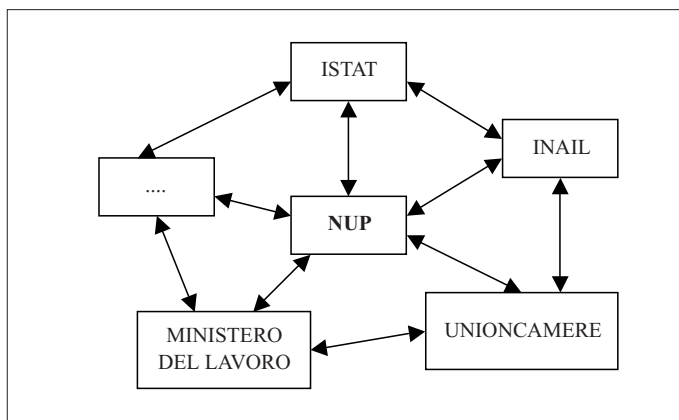 ISTAT
INAIL
....
NUP
MINISTERO
DEL LAVORO
UNIONCAMERE